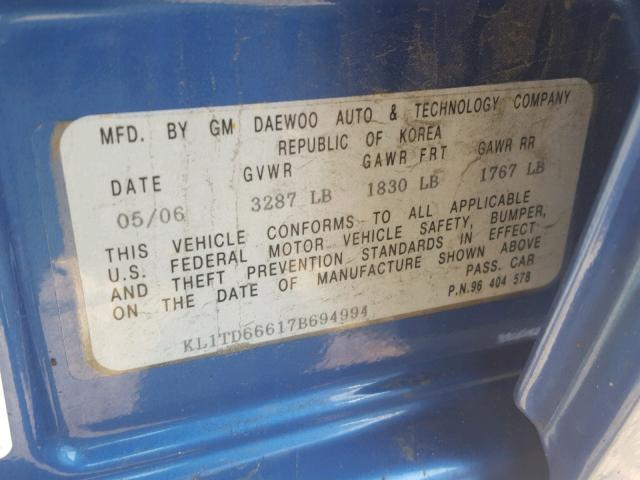 MFD. BY GM DAEWOO AUTO & TECHNOLOGY COMPANY
REPUBLIC OF KOREA
DATE GVWR GAWR FRT GAWR RR
05/06 3287 LB 1830 LB 1767 LB
THIS VEHICLE CONFORMS TO ALL APPLICABLE
U.S. FEDERAL MOTOR VEHICLE SAFETY, BUMPER,
AND THEFT PREVENTION STANDARDS IN EFFECT
ON THE DATE OF MANUFACTURE SHOWN ABOVE
PASS. CAR
KL1TD66617B694994 P.N.96 404 578